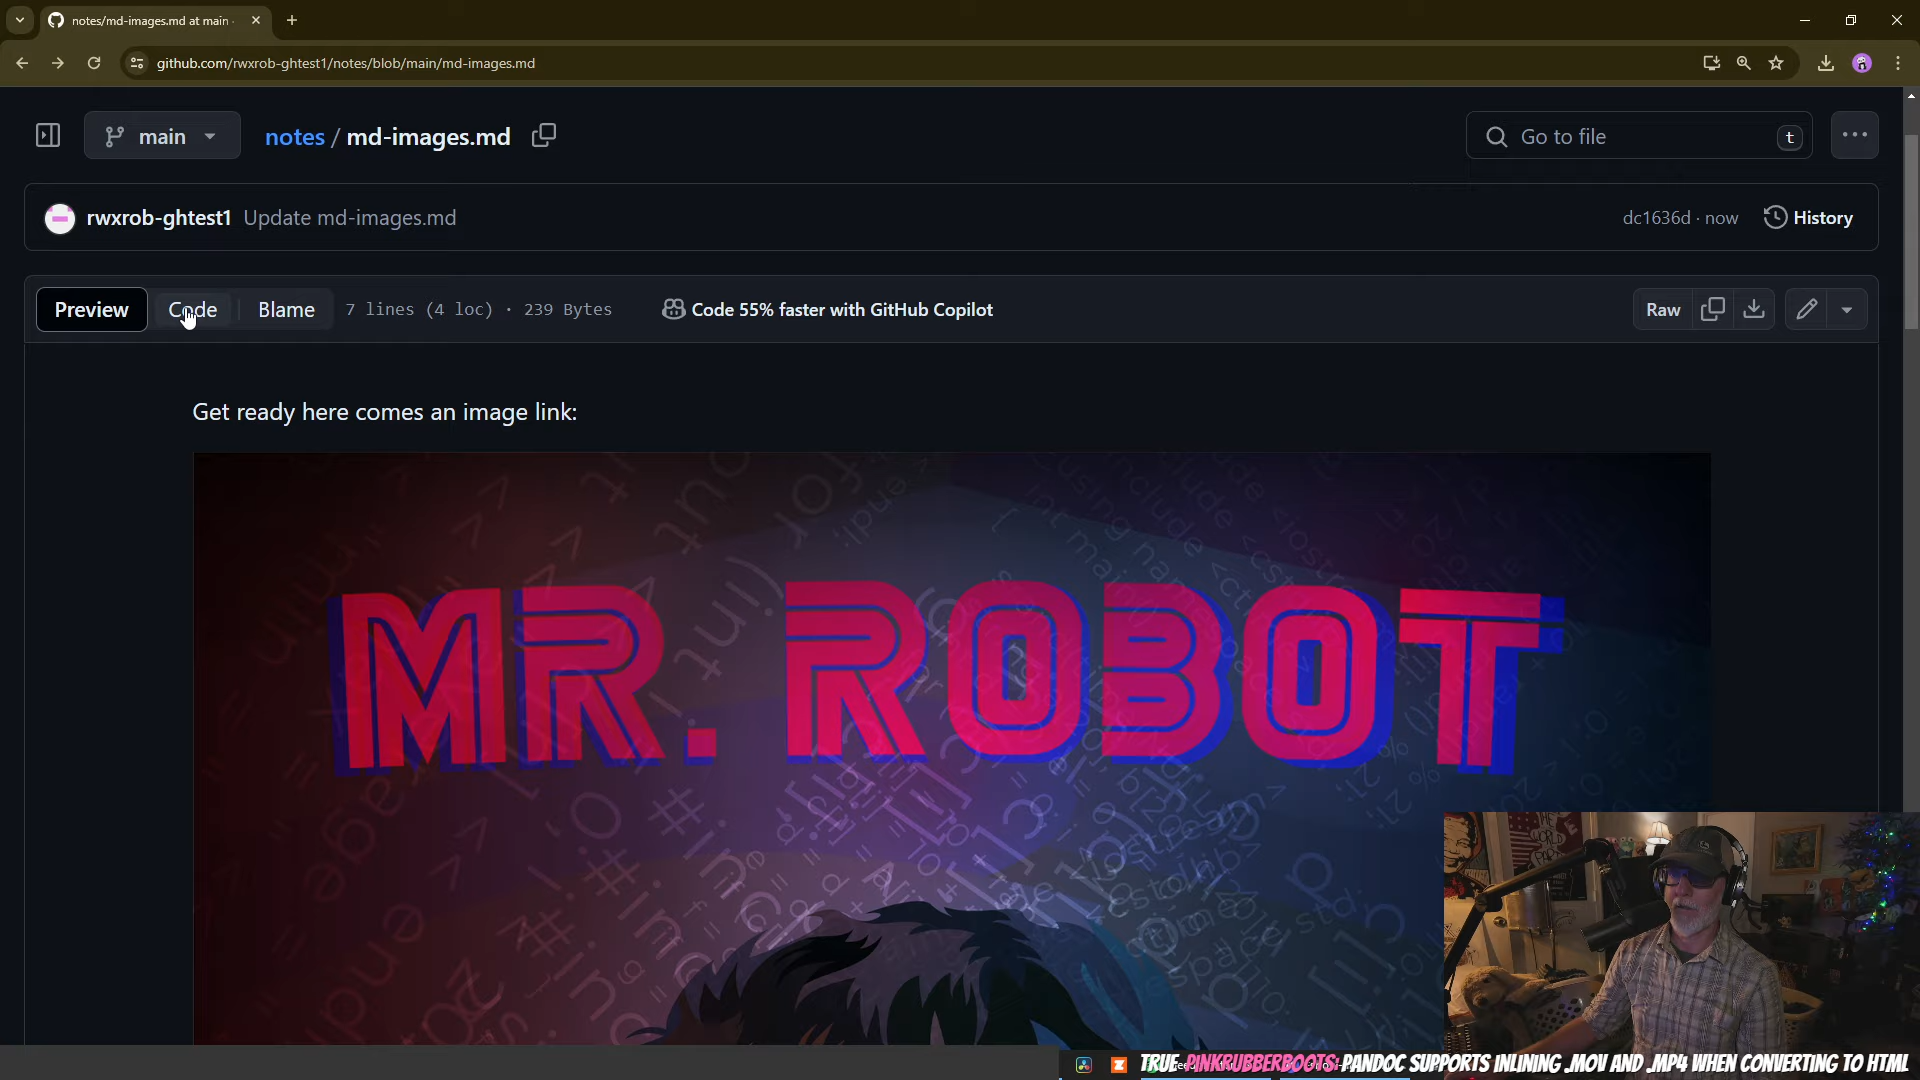 notes/md-images.md at main
github.com/rwxrob-ghtest1/notes/blob/main/md-images.md
main
notes / md-images.md
Go to file
t
rwxrob-ghtest1 Update md-images.md
dc1636d · now
History
Preview
Code
Blame
7 lines (4 loc) · 239 Bytes
Code 55% faster with GitHub Copilot
Raw
Get ready here comes an image link:
MR. ROBOT
TRUE PINKRUBBERBOOTS: PANDOC SUPPORTS INLINING .MOV AND .MP4 WHEN CONVERTING TO HTML